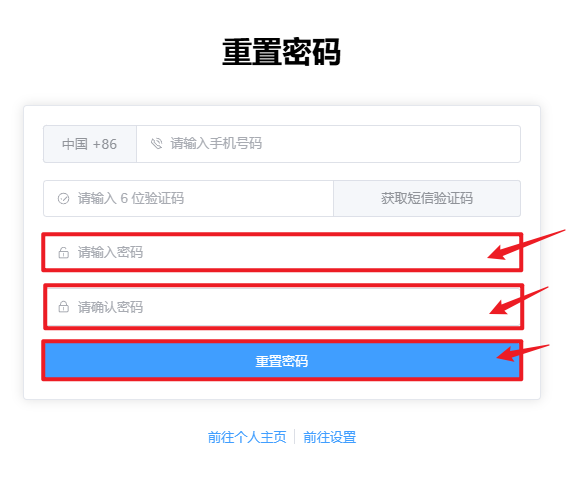 重置密码
中国 +86 请输入手机号码
请输入 6 位验证码 获取短信验证码
请输入密码
请确认密码
重置密码
前往个人主页 前往设置